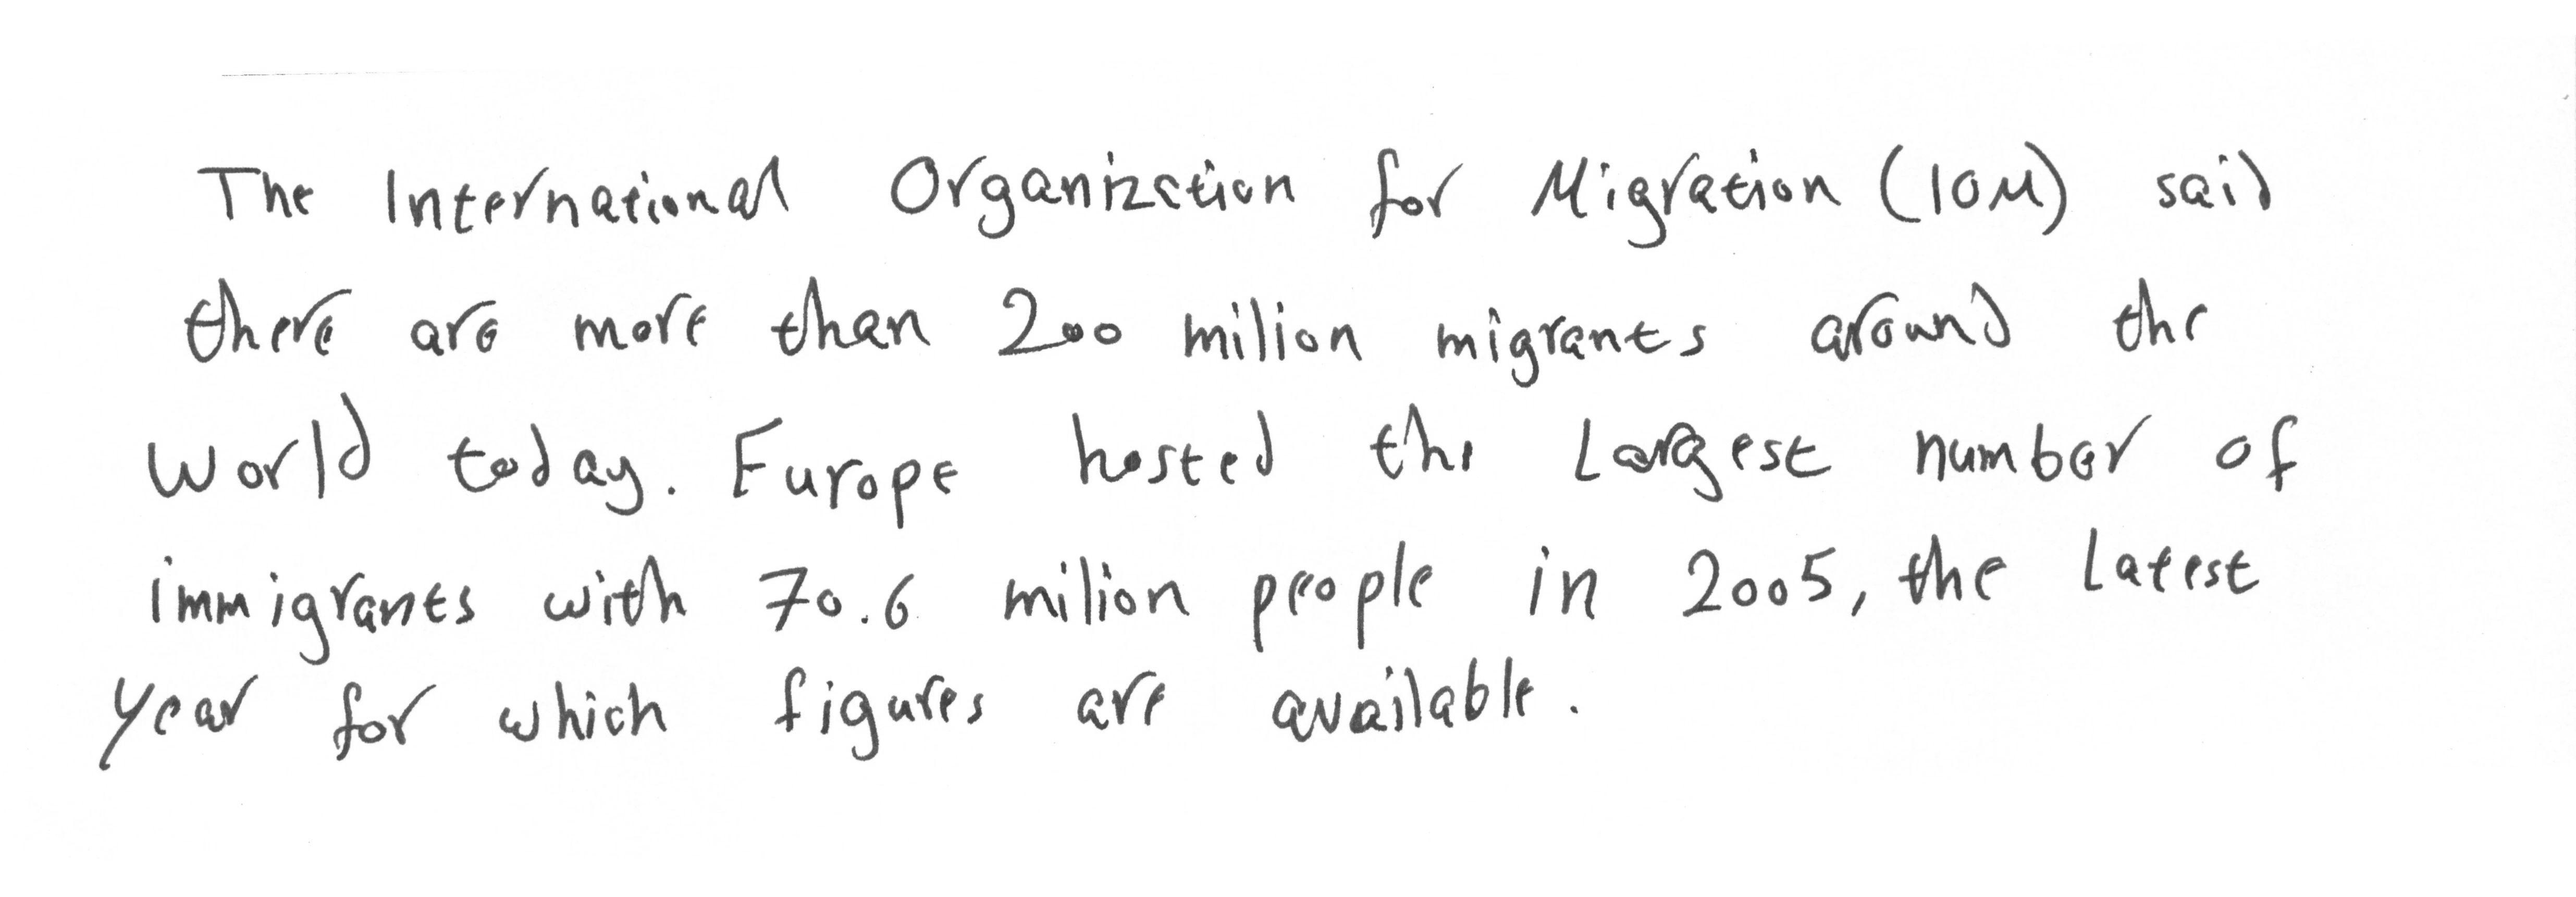 The International Organization for Migration (IOM) said
there are more than 200 milion migrants around the
world today. Europe hosted the Largest number of
immigrants with 70.6 milion people in 2005, the Latest
year for which figures are available.